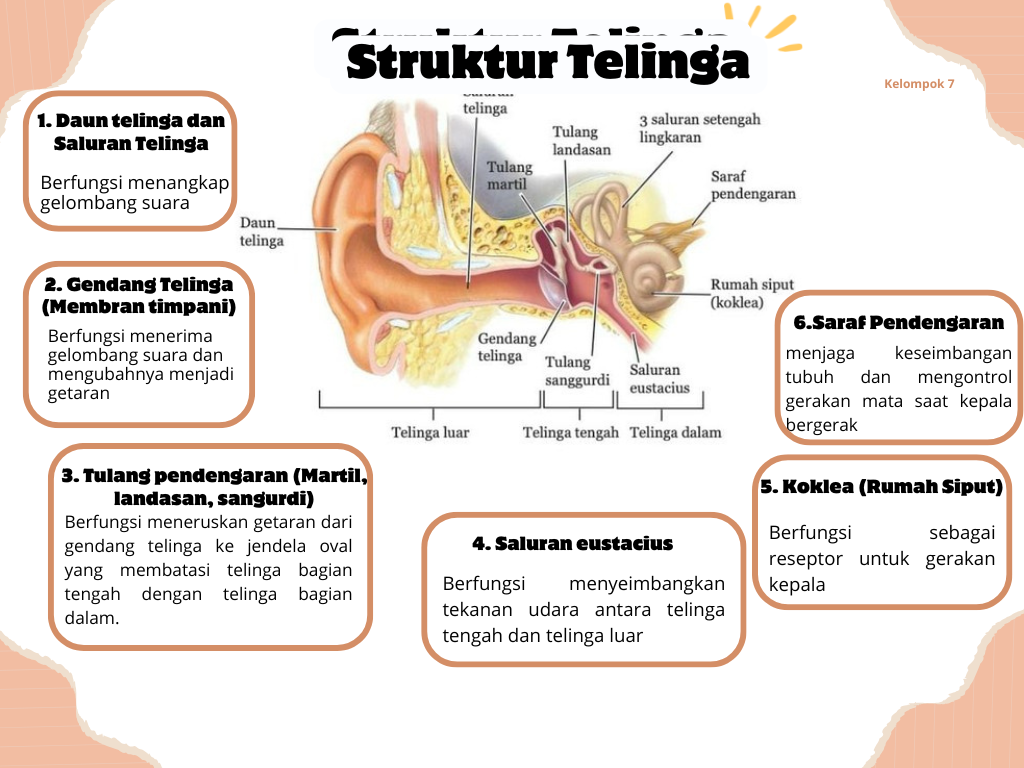 Struktur Telinga
Kelompok 7
1. Daun telinga dan
Saluran Telinga
Berfungsi menangkap
gelombang suara
2. Gendang Telinga
(Membran timpani)
Berfungsi menerima
gelombang suara dan
mengubahnya menjadi
getaran
3. Tulang pendengaran (Martil,
landasan, sangurdi)
Berfungsi meneruskan getaran dari
gendang telinga ke jendela oval
yang membatasi telinga bagian
tengah dengan telinga bagian
dalam.
Saluran
telinga
Tulang
landasan
3 saluran setengah
lingkaran
Tulang
martil
Saraf
pendengaran
Daun
telinga
Rumah siput
(koklea)
Gendang
telinga
Tulang
sanggurdi
Saluran
eustacius
Telinga luar
Telinga tengah
Telinga dalam
4. Saluran eustacius
Berfungsi menyeimbangkan
tekanan udara antara telinga
tengah dan telinga luar
6.Saraf Pendengaran
menjaga keseimbangan
tubuh dan mengontrol
gerakan mata saat kepala
bergerak
5. Koklea (Rumah Siput)
Berfungsi sebagai
reseptor untuk gerakan
kepala